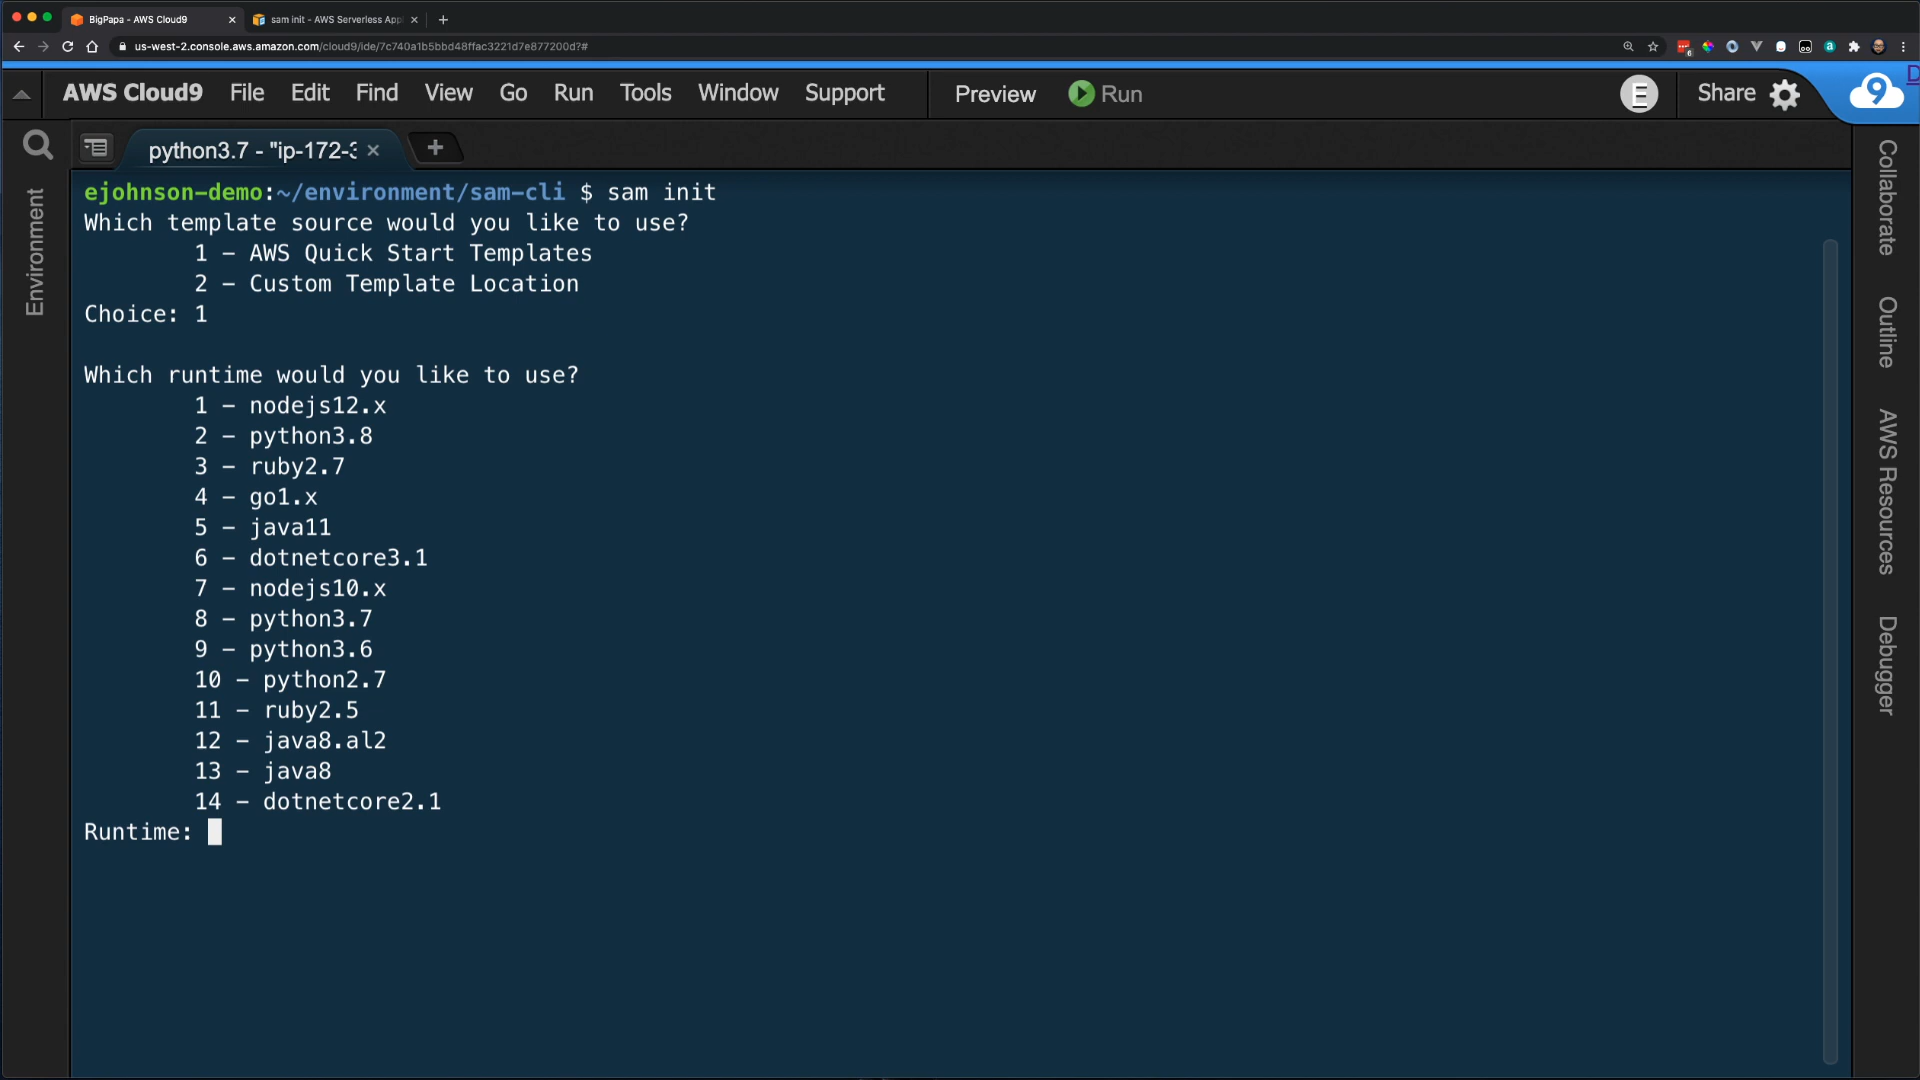 BigPapa - AWS Cloud9
sam init - AWS Serverless Appl
us-west-2.console.aws.amazon.com/cloud9/ide/7c740a1b5bbd48ffac3221d7e877200d?#
AWS Cloud9 File Edit Find View Go Run Tools Window Support Preview Run E Share 9 D
python3.7 - "ip-172-3
Environment
ejohnson-demo:~/environment/sam-cli $ sam init
Which template source would you like to use?
1 - AWS Quick Start Templates
2 - Custom Template Location
Choice: 1
Which runtime would you like to use?
1 - nodejs12.x
2 - python3.8
3 - ruby2.7
4 - go1.x
5 - java11
6 - dotnetcore3.1
7 - nodejs10.x
8 - python3.7
9 - python3.6
10 - python2.7
11 - ruby2.5
12 - java8.al2
13 - java8
14 - dotnetcore2.1
Runtime:
Collaborate
Outline
AWS Resources
Debugger